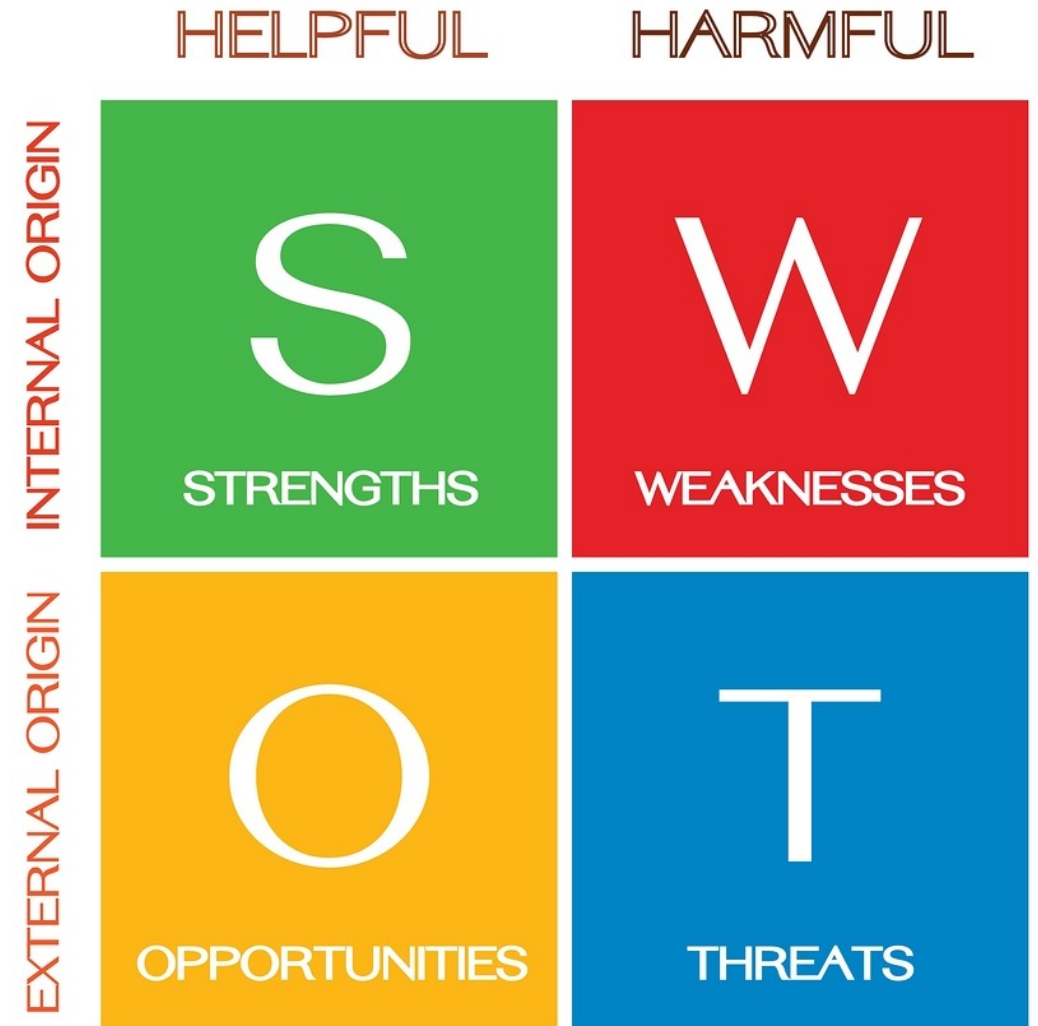 HELPFUL
HARMFUL
INTERNAL ORIGIN
S
STRENGTHS
W
WEAKNESSES
EXTERNAL ORIGIN
O
OPPORTUNITIES
T
THREATS